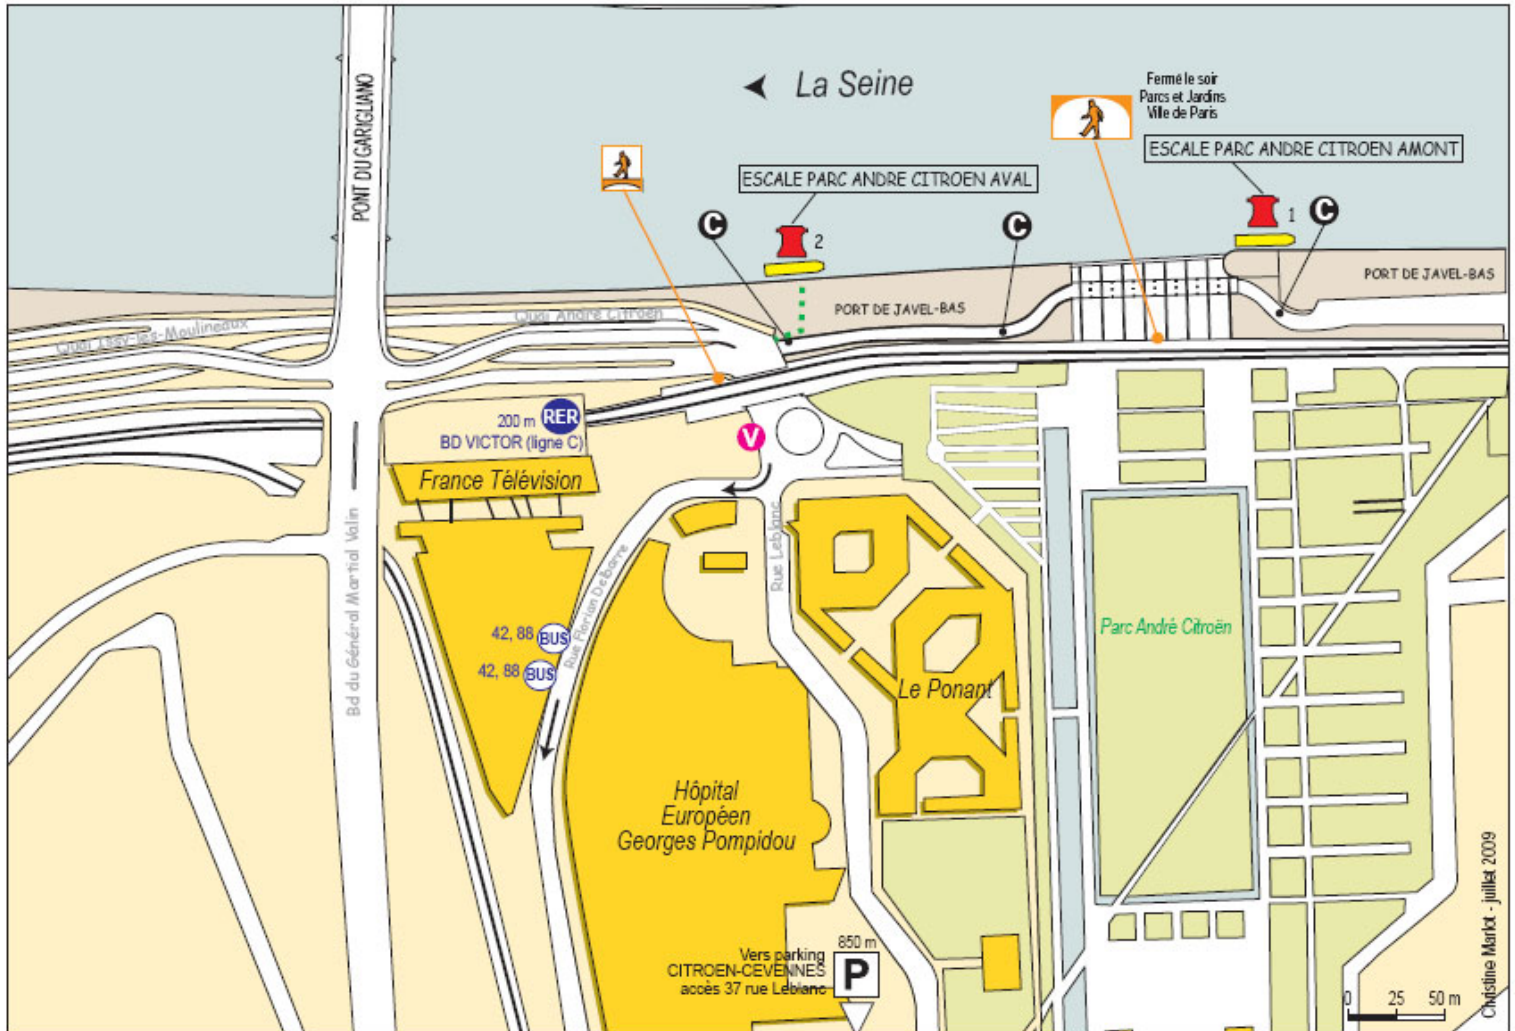 La Seine
PONT DU GARIGLIANO
Fermé le soir
Parcs et Jardins
Ville de Paris
ESCALE PARC ANDRE CITROEN AMONT
ESCALE PARC ANDRE CITROEN AVAL
C
C
C
1
2
PORT DE JAVEL-BAS
PORT DE JAVEL-BAS
Quai Issy-les-Moulineaux
Quai André Citroën
200 m RER
BD VICTOR (ligne C)
V
France Télévision
Rue Leblanc
Rue Florian Delbarre
Bd du Général Martial Valin
42, 88 BUS
42, 88 BUS
Parc André Citroën
Le Ponant
Hôpital
Européen
Georges Pompidou
850 m
Vers parking
CITROEN-CEVENNES
accès 37 rue Leblanc
P
0 25 50 m
Christine Marlot - juillet 2009